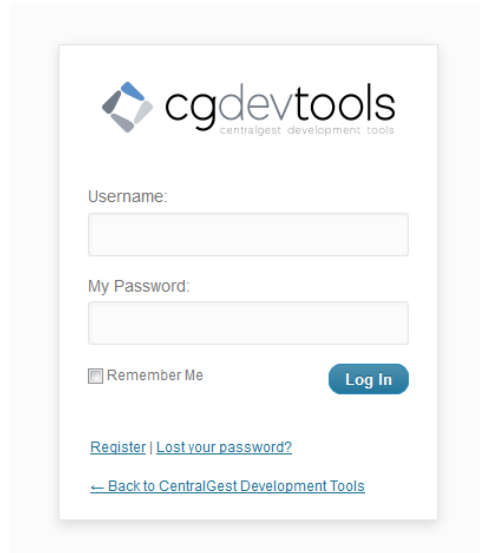 cgdevtools
centralgest development tools
Username:
My Password:
Remember Me
Log In
Register | Lost your password?
← Back to CentralGest Development Tools